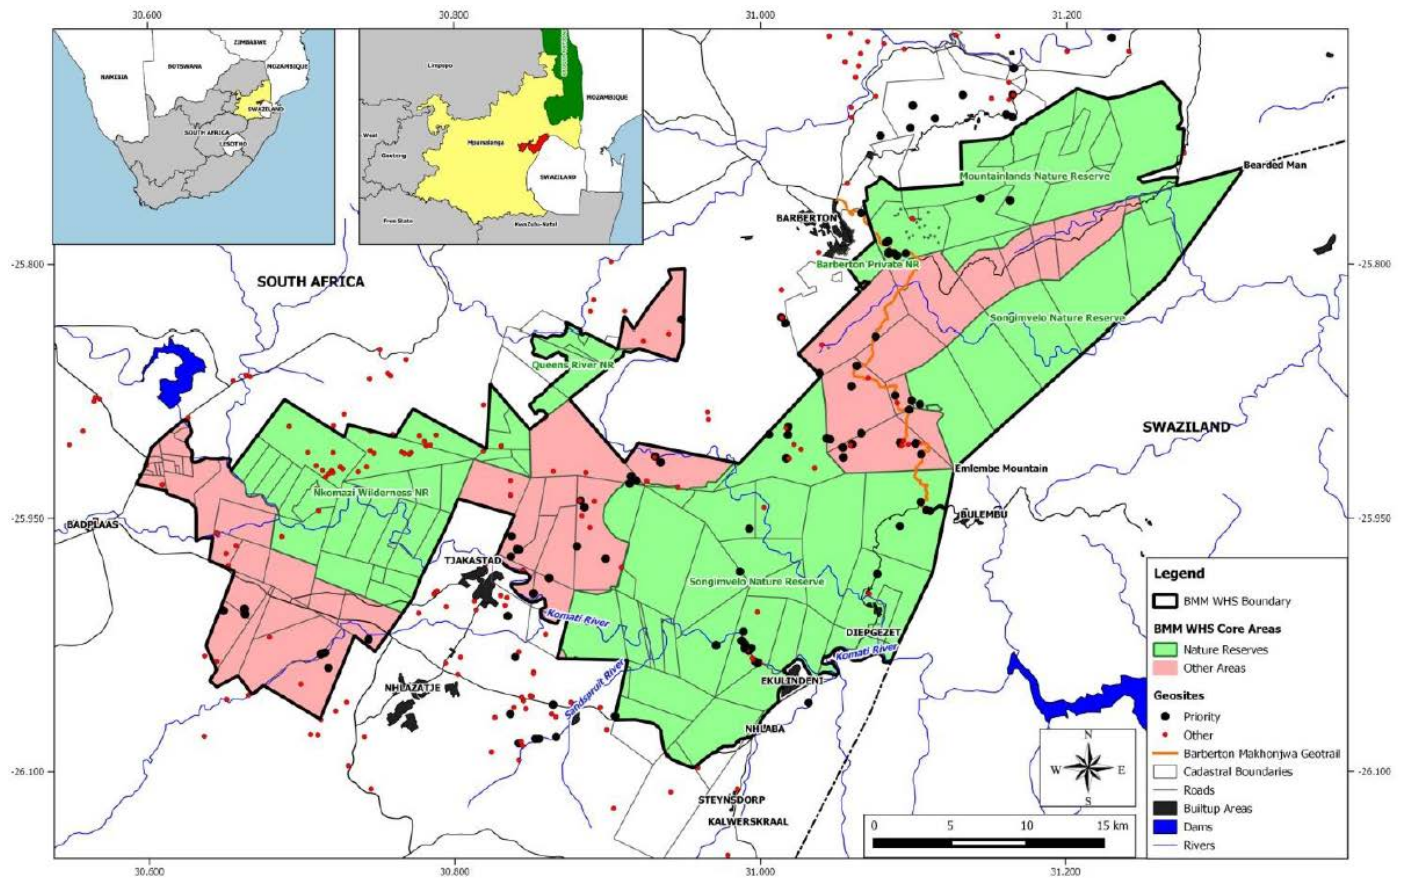 30.600 30.800 31.000 31.200
ZIMBABWE
BOTSWANA
NAMIBIA
MOZAMBIQUE
SWAZILAND
SOUTH AFRICA
LESOTHO
Limpopo
MOZAMBIQUE
West
Mpumalanga
Gauteng
SWAZILAND
Free State
KwaZulu-Natal
Bearded Man
Mountainlands Nature Reserve
BARBERTON
-25.800
Barberton Private NR
-25.800
SOUTH AFRICA
Songimvelo Nature Reserve
Queens River NR
SWAZILAND
Emlembe Mountain
Nkomazi Wilderness NR
-25.950
BADPLAAS
BULEMBU
-25.950
TJAKASTAD
Songimvelo Nature Reserve
Komati River
DIEPGEZET
Komati River
EKULINDENI
NHLAZATJE
Sandspruit River
NHLABA
-26.100
-26.100
STEYNSDORP
KALWERSKRAAL
Legend
BMM WHS Boundary
BMM WHS Core Areas
Nature Reserves
Other Areas
Geosites
Priority
Other
Barberton Makhonjwa Geotrail
Cadastral Boundaries
Roads
Builtup Areas
Dams
Rivers
N
W E
S
0 5 10 15 km
30.600 30.800 31.000 31.200